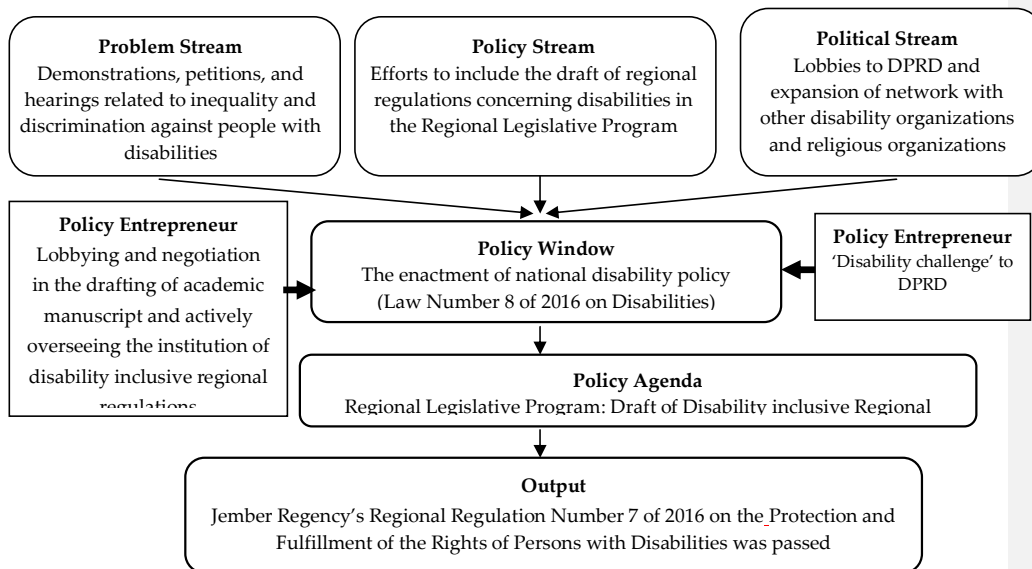 Problem Stream
Demonstrations, petitions, and
hearings related to inequality and
discrimination against people with
disabilities
Policy Stream
Efforts to include the draft of regional
regulations concerning disabilities in
the Regional Legislative Program
Political Stream
Lobbies to DPRD and
expansion of network with
other disability organizations
and religious organizations
Policy Entrepreneur
Lobbying and negotiation
in the drafting of academic
manuscript and actively
overseeing the institution of
disability inclusive regional
regulations
Policy Window
The enactment of national disability policy
(Law Number 8 of 2016 on Disabilities)
Policy Entrepreneur
‘Disability challenge’ to
DPRD
Policy Agenda
Regional Legislative Program: Draft of Disability inclusive Regional
Output
Jember Regency’s Regional Regulation Number 7 of 2016 on the Protection and
Fulfillment of the Rights of Persons with Disabilities was passed